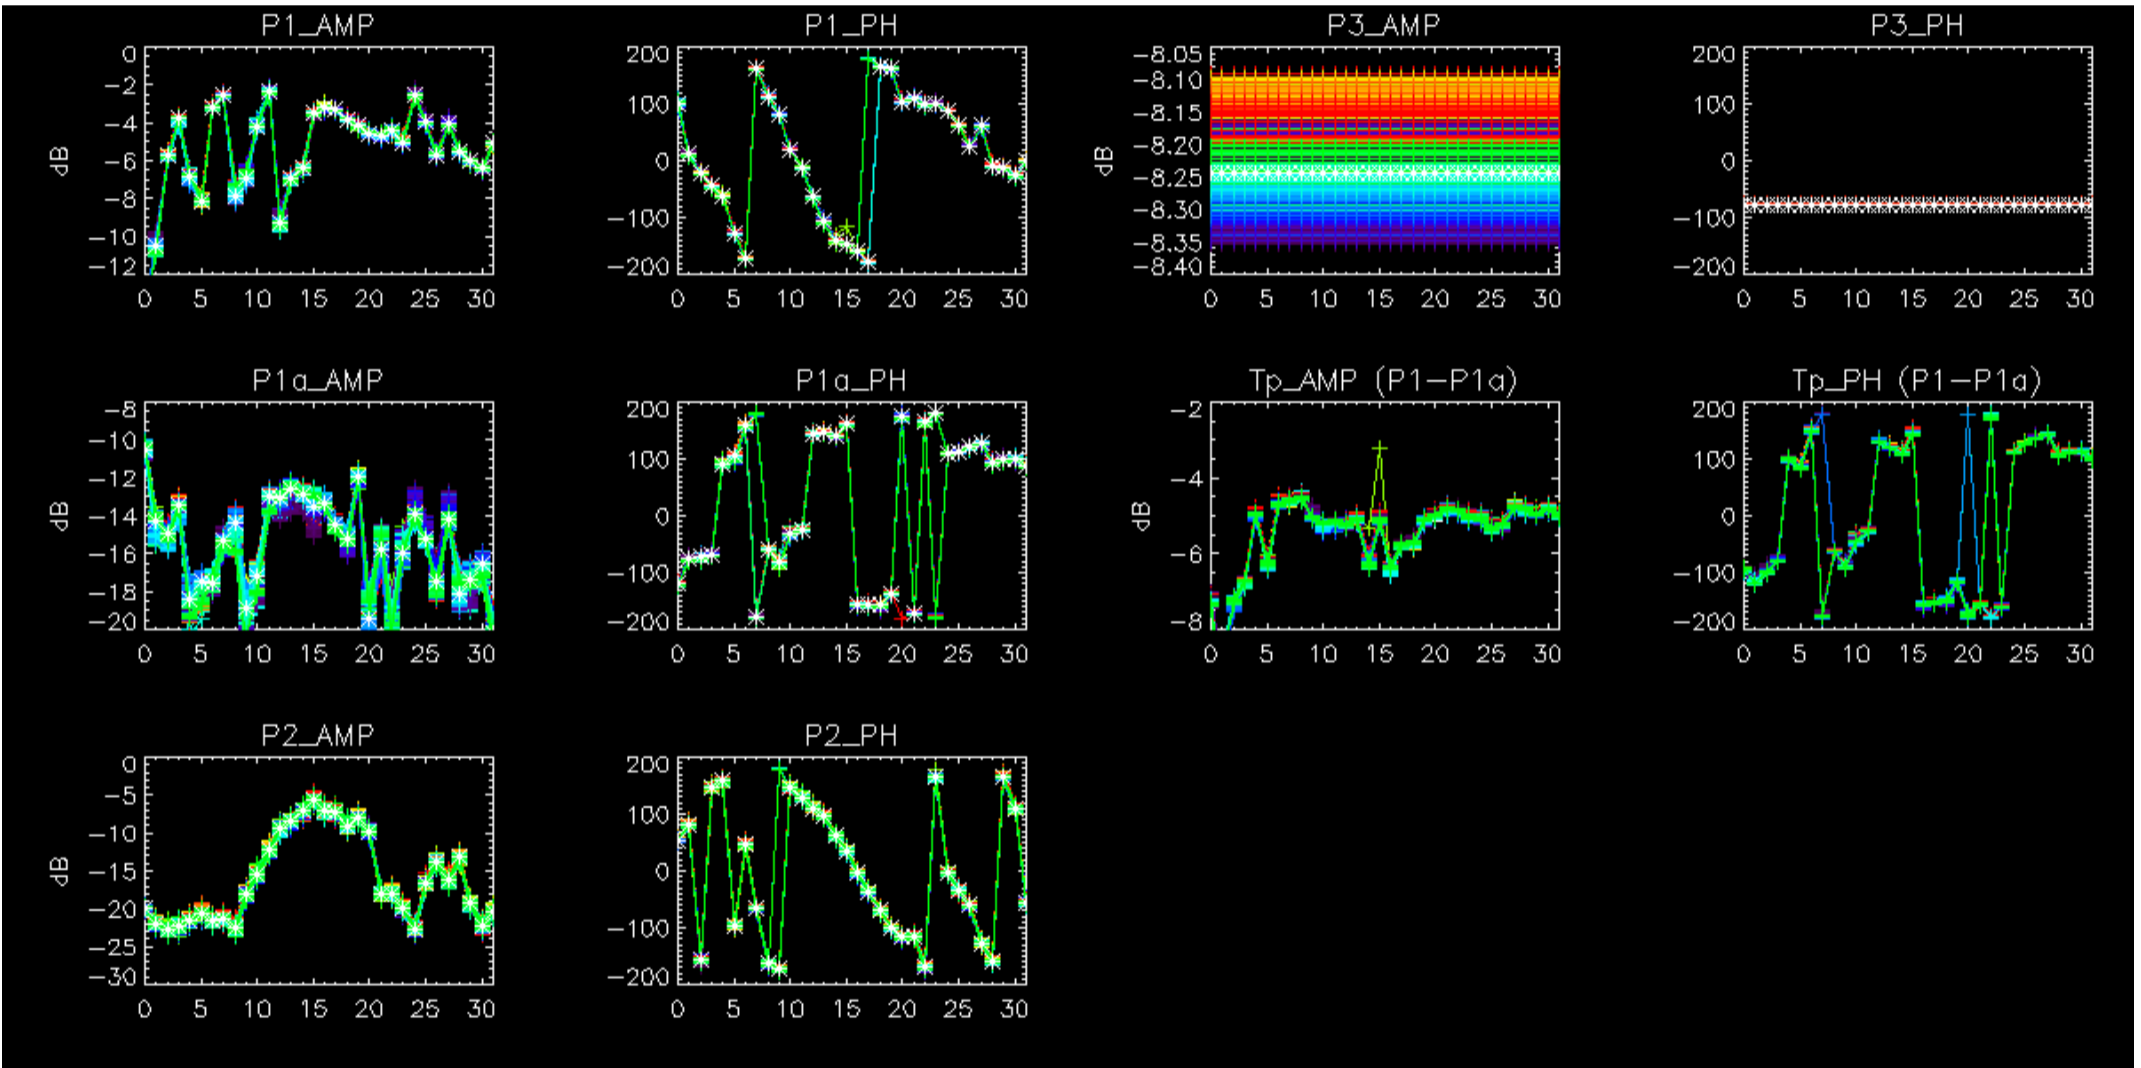 P1_AMP
P1_PH
P3_AMP
P3_PH
dB
0
-2
-4
-6
-8
-10
-12
0 5 10 15 20 25 30
200
100
0
-100
-200
0 5 10 15 20 25 30
dB
-8.05
-8.10
-8.15
-8.20
-8.25
-8.30
-8.35
-8.40
0 5 10 15 20 25 30
200
100
0
-100
-200
0 5 10 15 20 25 30
P1a_AMP
P1a_PH
Tp_AMP (P1-P1a)
Tp_PH (P1-P1a)
dB
-8
-10
-12
-14
-16
-18
-20
0 5 10 15 20 25 30
200
100
0
-100
-200
0 5 10 15 20 25 30
dB
-2
-4
-6
-8
0 5 10 15 20 25 30
200
100
0
-100
-200
0 5 10 15 20 25 30
P2_AMP
P2_PH
dB
0
-5
-10
-15
-20
-25
-30
0 5 10 15 20 25 30
200
100
0
-100
-200
0 5 10 15 20 25 30